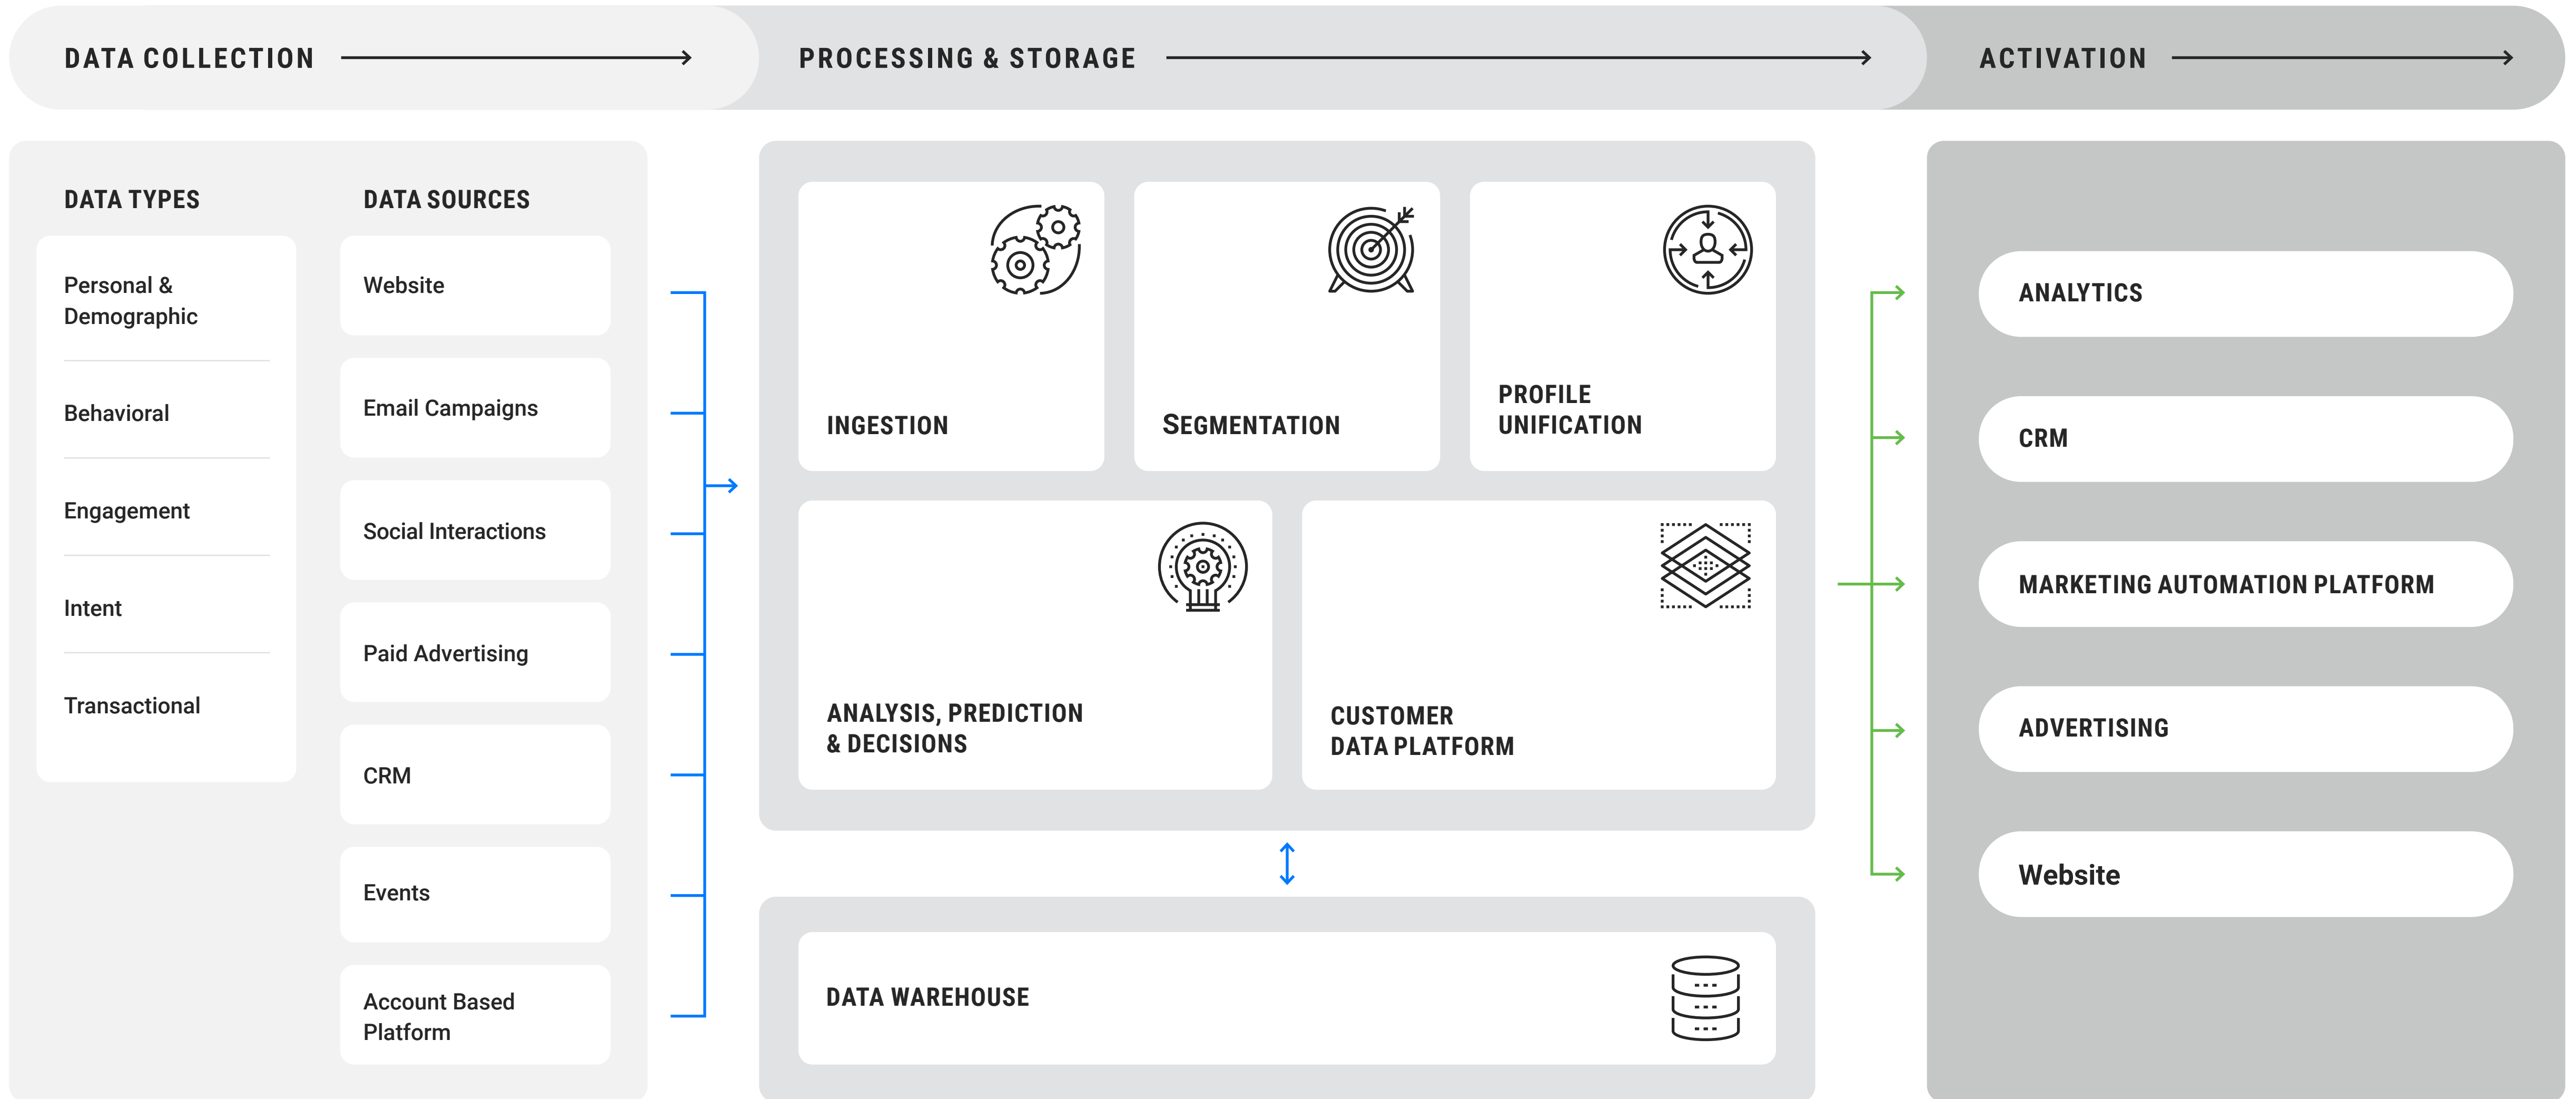 DATA COLLECTION
PROCESSING & STORAGE
ACTIVATION
DATA TYPES
Personal &
Demographic
Behavioral
Engagement
Intent
Transactional
DATA SOURCES
Website
Email Campaigns
Social Interactions
Paid Advertising
CRM
Events
Account Based
Platform
INGESTION
SEGMENTATION
PROFILE
UNIFICATION
ANALYSIS, PREDICTION
& DECISIONS
CUSTOMER
DATA PLATFORM
DATA WAREHOUSE
ANALYTICS
CRM
MARKETING AUTOMATION PLATFORM
ADVERTISING
Website